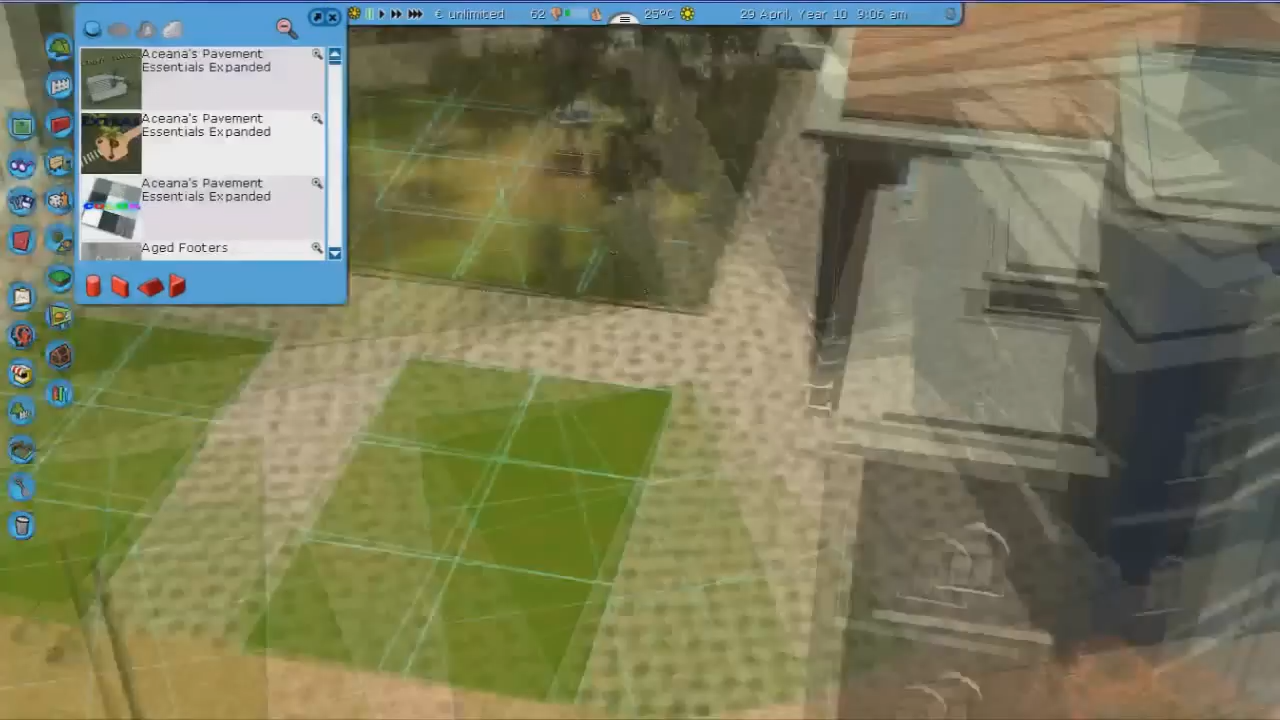 € unlimited
62
25ºC
29 April, Year 10 9:06 am
Aceana's Pavement
Essentials Expanded
Aceana's Pavement
Essentials Expanded
Aceana's Pavement
Essentials Expanded
Aged Footers